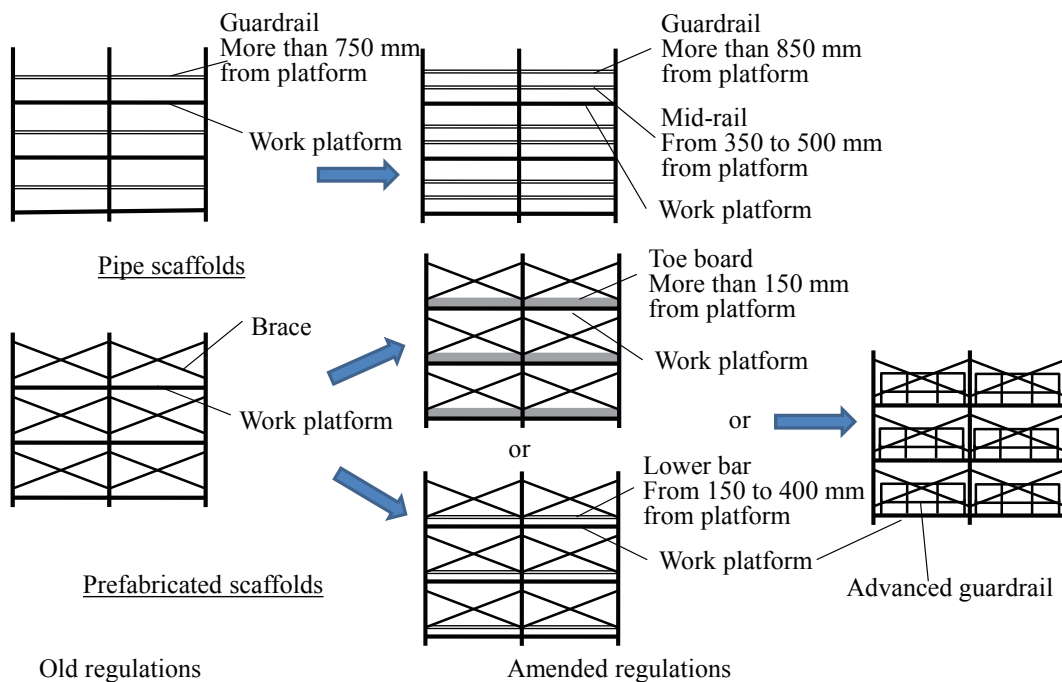 Guardrail
More than 750 mm
from platform
Work platform
Guardrail
More than 850 mm
from platform
Mid-rail
From 350 to 500 mm
from platform
Work platform
Pipe scaffolds
Brace
Work platform
Toe board
More than 150 mm
from platform
Work platform
or
or
Lower bar
From 150 to 400 mm
from platform
Work platform
Advanced guardrail
Prefabricated scaffolds
Old regulations
Amended regulations